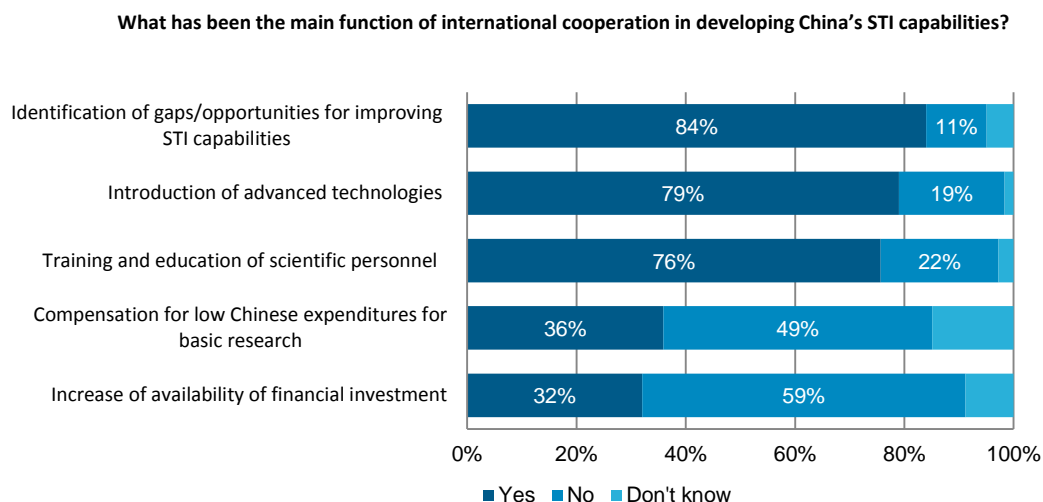 What has been the main function of international cooperation in developing China’s STI capabilities?
Identification of gaps/opportunities for improving
STI capabilities
84%
11%
Introduction of advanced technologies
79%
19%
Training and education of scientific personnel
76%
22%
Compensation for low Chinese expenditures for
basic research
36%
49%
Increase of availability of financial investment
32%
59%
0%
20%
40%
60%
80%
100%
Yes
No
Don't know